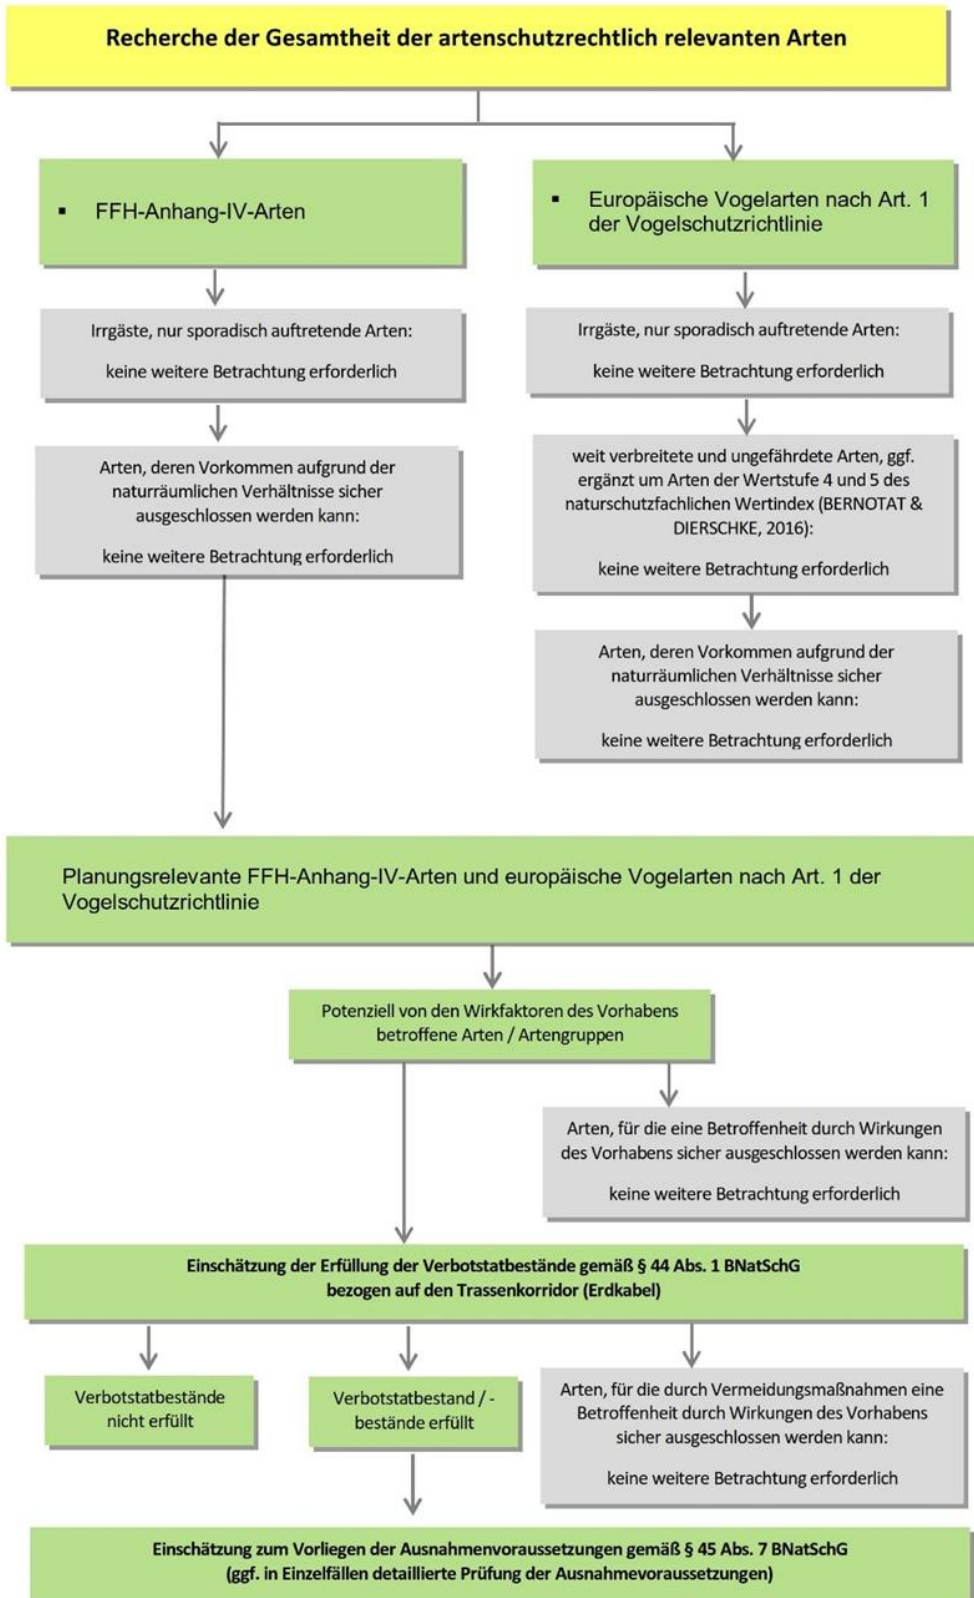 Recherche der Gesamtheit der artenschutzrechtlich relevanten Arten
▪ FFH-Anhang-IV-Arten
▪ Europäische Vogelarten nach Art. 1
der Vogelschutzrichtlinie
Irrgäste, nur sporadisch auftretende Arten:
keine weitere Betrachtung erforderlich
Irrgäste, nur sporadisch auftretende Arten:
keine weitere Betrachtung erforderlich
Arten, deren Vorkommen aufgrund der
naturräumlichen Verhältnisse sicher
ausgeschlossen werden kann:
keine weitere Betrachtung erforderlich
weit verbreitete und ungefährdete Arten, ggf.
ergänzt um Arten der Wertstufe 4 und 5 des
naturschutzfachlichen Wertindex (BERNOTAT &
DIERSCHKE, 2016):
keine weitere Betrachtung erforderlich
Arten, deren Vorkommen aufgrund der
naturräumlichen Verhältnisse sicher
ausgeschlossen werden kann:
keine weitere Betrachtung erforderlich
Planungsrelevante FFH-Anhang-IV-Arten und europäische Vogelarten nach Art. 1 der
Vogelschutzrichtlinie
Potenziell von den Wirkfaktoren des Vorhabens
betroffene Arten / Artengruppen
Arten, für die eine Betroffenheit durch Wirkungen
des Vorhabens sicher ausgeschlossen werden kann:
keine weitere Betrachtung erforderlich
Einschätzung der Erfüllung der Verbotstatbestände gemäß § 44 Abs. 1 BNatSchG
bezogen auf den Trassenkorridor (Erdkabel)
Verbotstatbestände
nicht erfüllt
Verbotstatbestand / -
bestände erfüllt
Arten, für die durch Vermeidungsmaßnahmen eine
Betroffenheit durch Wirkungen des Vorhabens
sicher ausgeschlossen werden kann:
keine weitere Betrachtung erforderlich
Einschätzung zum Vorliegen der Ausnahmenvoraussetzungen gemäß § 45 Abs. 7 BNatSchG
(ggf. in Einzelfällen detaillierte Prüfung der Ausnahmevoraussetzungen)